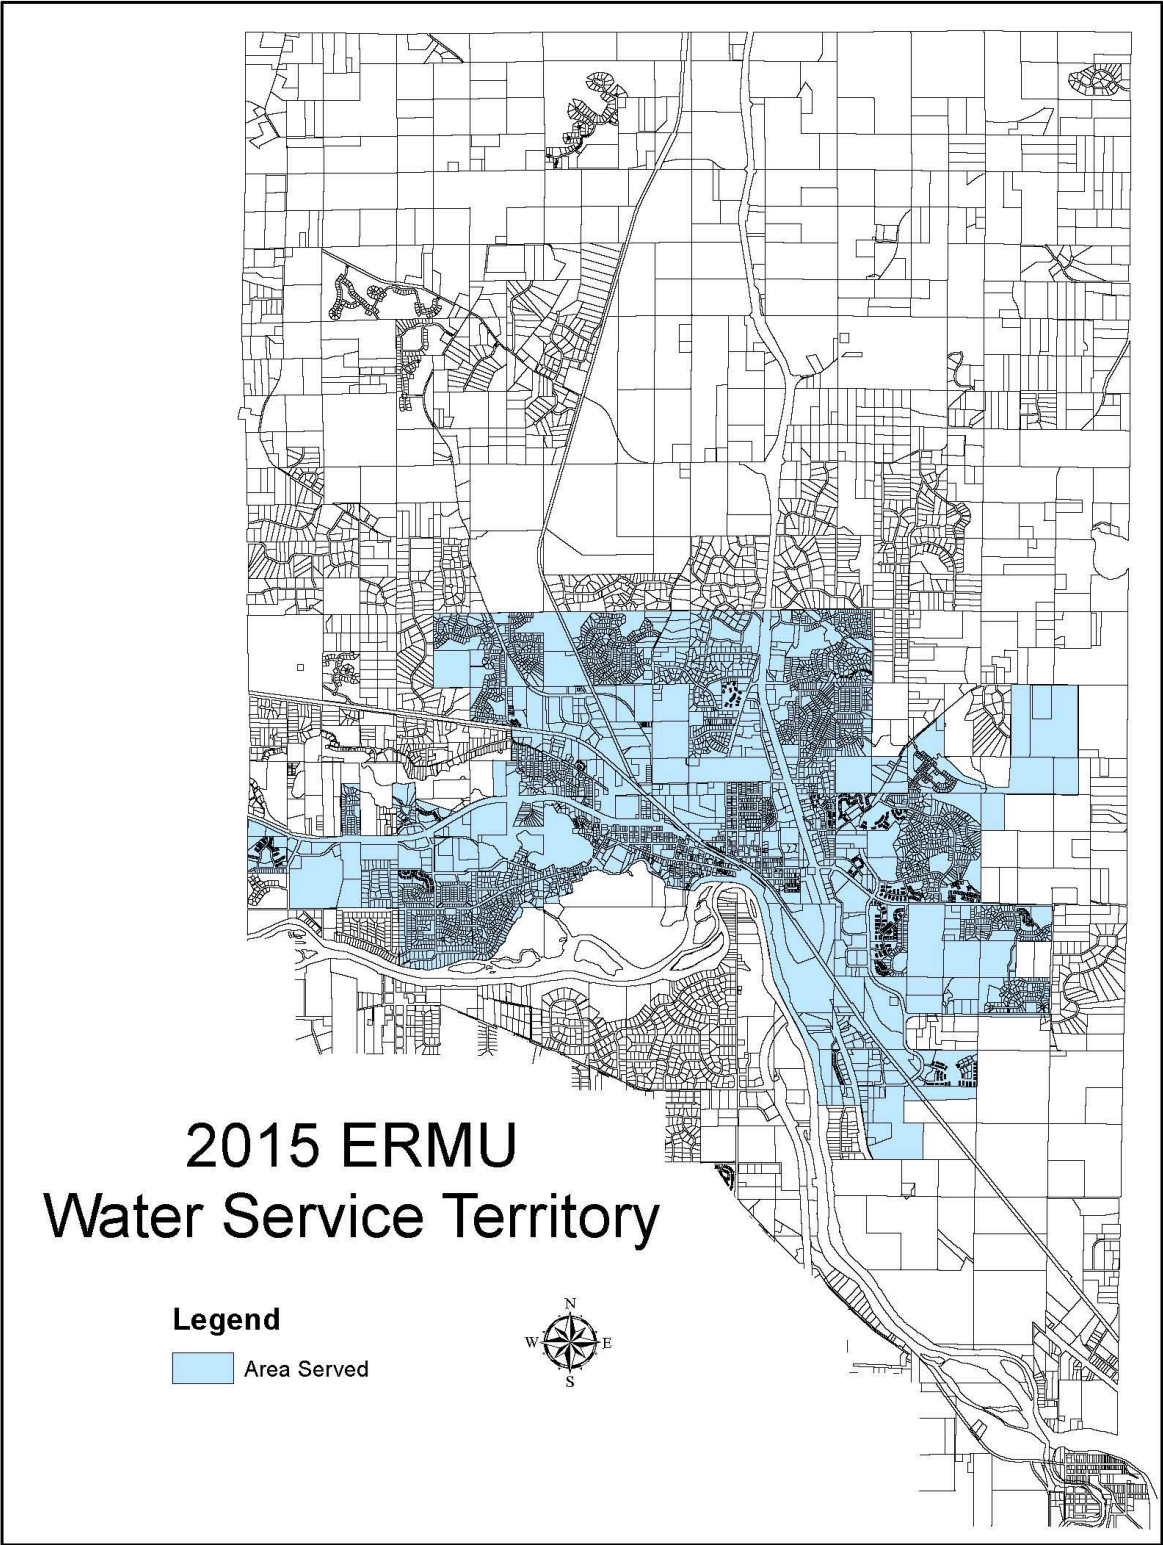 2015 ERMU
Water Service Territory
Legend
Area Served
N
W E
S